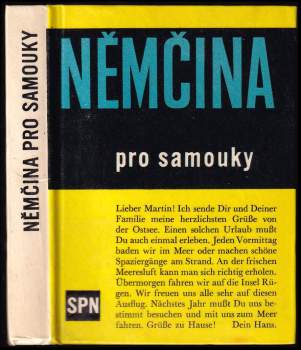 NĚMČINA PRO SAMOUKY
NĚMČINA
pro samouky
Lieber Martin! Ich sende Dir und Deiner
Familie meine herzlichsten Grüße von
der Ostsee. Einen solchen Urlaub mußt
Du auch einmal erleben. Jeden Vormittag
baden wir im Meer oder machen schöne
Spaziergänge am Strand. An der frischen
Meeresluft kann man sich richtig erholen.
Übermorgen fahren wir auf die Insel Rü-
gen. Wir freuen uns alle sehr auf diesen
Ausflug. Nächstes Jahr mußt Du uns be-
stimmt besuchen und mit uns zum Meer
fahren. Grüße zu Hause! Dein Hans.
SPN